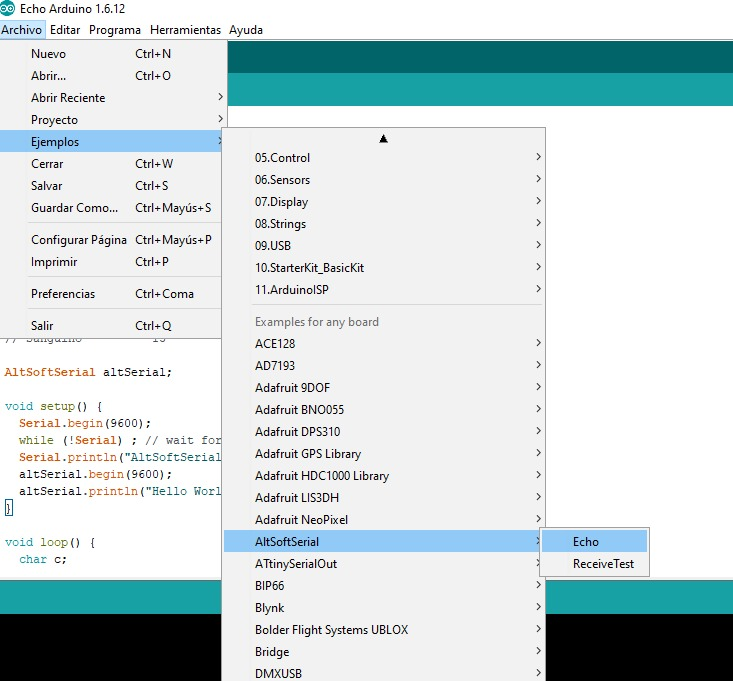 Echo Arduino 1.6.12
Archivo Editar Programa Herramientas Ayuda
Nuevo Ctrl+N
Abrir... Ctrl+O
Abrir Reciente
Proyecto
Ejemplos
Cerrar Ctrl+W
Salvar Ctrl+S
Guardar Como... Ctrl+Mayús+S
Configurar Página Ctrl+Mayús+P
Imprimir Ctrl+P
Preferencias Ctrl+Coma
Salir Ctrl+Q
05.Control
06.Sensors
07.Display
08.Strings
09.USB
10.StarterKit_BasicKit
11.ArduinoISP
Examples for any board
ACE128
AD7193
Adafruit 9DOF
Adafruit BNO055
Adafruit DPS310
Adafruit GPS Library
Adafruit HDC1000 Library
Adafruit LIS3DH
Adafruit NeoPixel
AltSoftSerial
ATtinySerialOut
BIP66
Blynk
Bolder Flight Systems UBLOX
Bridge
DMXUSB
Echo
ReceiveTest
AltSoftSerial altSerial;
void setup() {
Serial.begin(9600);
while (!Serial) ; // wait for
Serial.println("AltSoftSerial
altSerial.begin(9600);
altSerial.println("Hello Worl
}
void loop() {
char c;